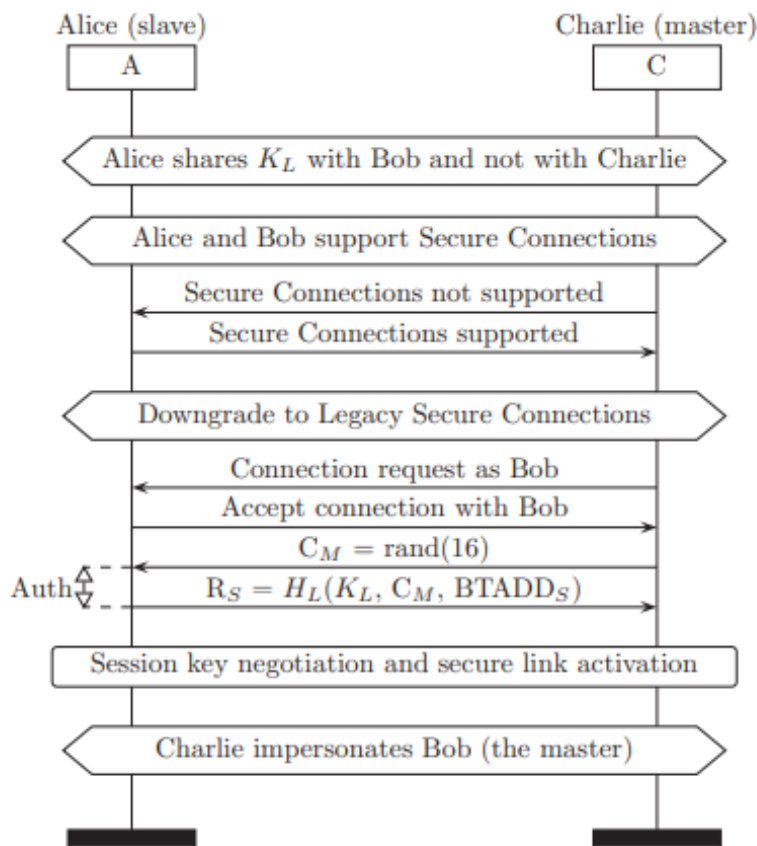 Alice (slave) Charlie (master)
A C
Alice shares K_L with Bob and not with Charlie
Alice and Bob support Secure Connections
Secure Connections not supported
Secure Connections supported
Downgrade to Legacy Secure Connections
Connection request as Bob
Accept connection with Bob
C_M = rand(16)
Auth
R_S = H_L(K_L, C_M, BTADD_S)
Session key negotiation and secure link activation
Charlie impersonates Bob (the master)